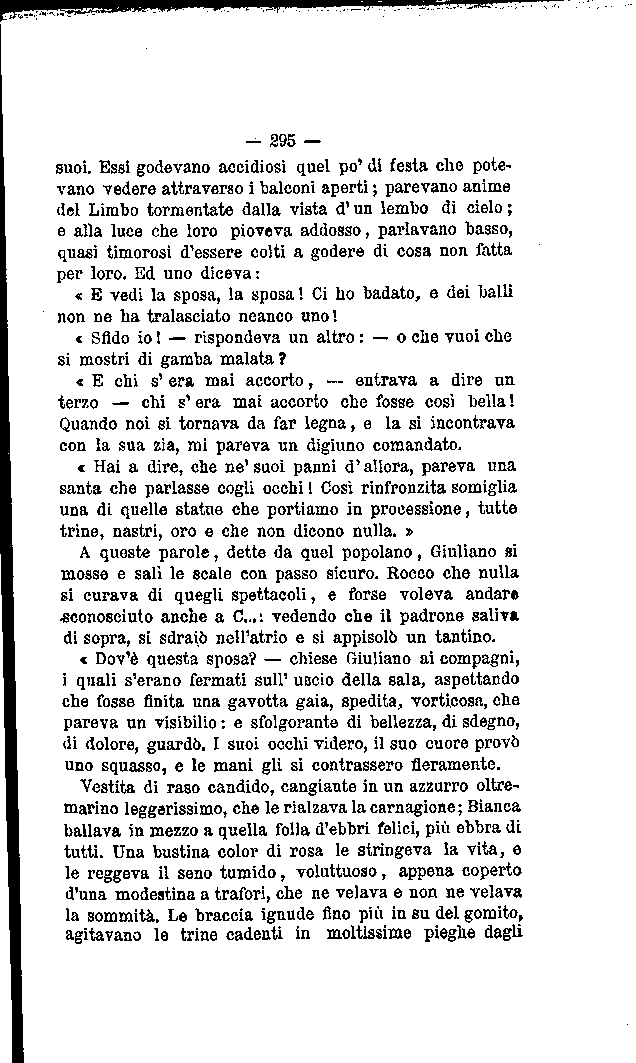 — 295 —
suoi. Essi godevano accidiosi quel po' di festa che pote-
vano vedere attraverso i balconi aperti; parevano anime
del Limbo tormentate dalla vista d'un lembo di cielo;
e alla luce che loro pioveva addosso, parlavano basso,
quasi timorosi d'essere colti a godere di cosa non fatta
per loro. Ed uno diceva:
« E vedi la sposa, la sposa! Ci ho badato, e dei balli
non ne ha tralasciato neanco uno!
« Sfido io! — rispondeva un altro: — o che vuoi che
si mostri di gamba malata?
« E chi s'era mai accorto, — entrava a dire un
terzo — chi s'era mai accorto che fosse così bella!
Quando noi si tornava da far legna, e la si incontrava
con la sua zia, mi pareva un digiuno comandato.
« Hai a dire, che ne' suoi panni d'allora, pareva una
santa che parlasse cogli occhi! Così rinfronzita somiglia
una di quelle statue che portiamo in processione, tutte
trine, nastri, oro e che non dicono nulla. »
A queste parole, dette da quel popolano, Giuliano si
mosse e salì le scale con passo sicuro. Rocco che nulla
si curava di quegli spettacoli, e forse voleva andare
sconosciuto anche a C...: vedendo che il padrone saliva
di sopra, si sdraiò nell'atrio e si appisolò un tantino.
« Dov'è questa sposa? — chiese Giuliano ai compagni,
i quali s'erano fermati sull' uscio della sala, aspettando
che fosse finita una gavotta gaia, spedita, vorticosa, che
pareva un visibilio: e sfolgorante di bellezza, di sdegno,
di dolore, guardò. I suoi occhi videro, il suo cuore provò
uno squasso, e le mani gli si contrassero fieramente.
Vestita di raso candido, cangiante in un azzurro oltre-
marino leggerissimo, che le rialzava la carnagione; Bianca
ballava in mezzo a quella folla d'ebbri felici, più ebbra di
tutti. Una bustina color di rosa le stringeva la vita, e
le reggeva il seno tumido, voluttuoso, appena coperto
d'una modestina a trafori, che ne velava e non ne velava
la sommità. Le braccia ignude fino più in su del gomito,
agitavano le trine cadenti in moltissime pieghe dagli